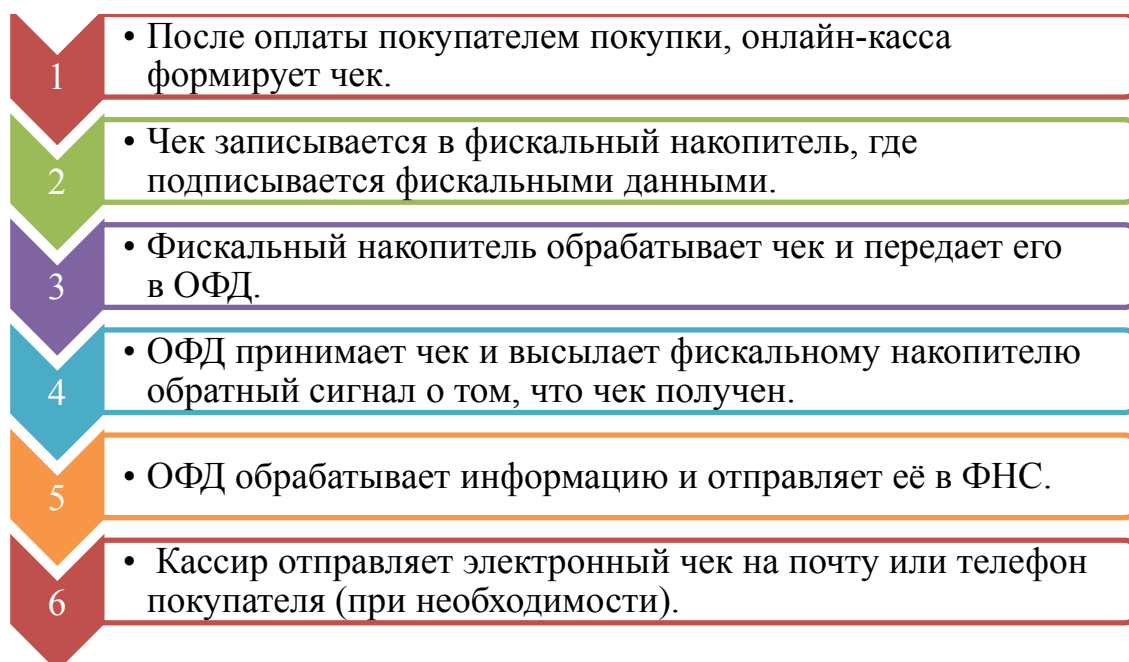 1
• После оплаты покупателем покупки, онлайн-касса
формирует чек.
2
• Чек записывается в фискальный накопитель, где
подписывается фискальными данными.
3
• Фискальный накопитель обрабатывает чек и передает его
в ОФД.
4
• ОФД принимает чек и высылает фискальному накопителю
обратный сигнал о том, что чек получен.
5
• ОФД обрабатывает информацию и отправляет её в ФНС.
6
• Кассир отправляет электронный чек на почту или телефон
покупателя (при необходимости).